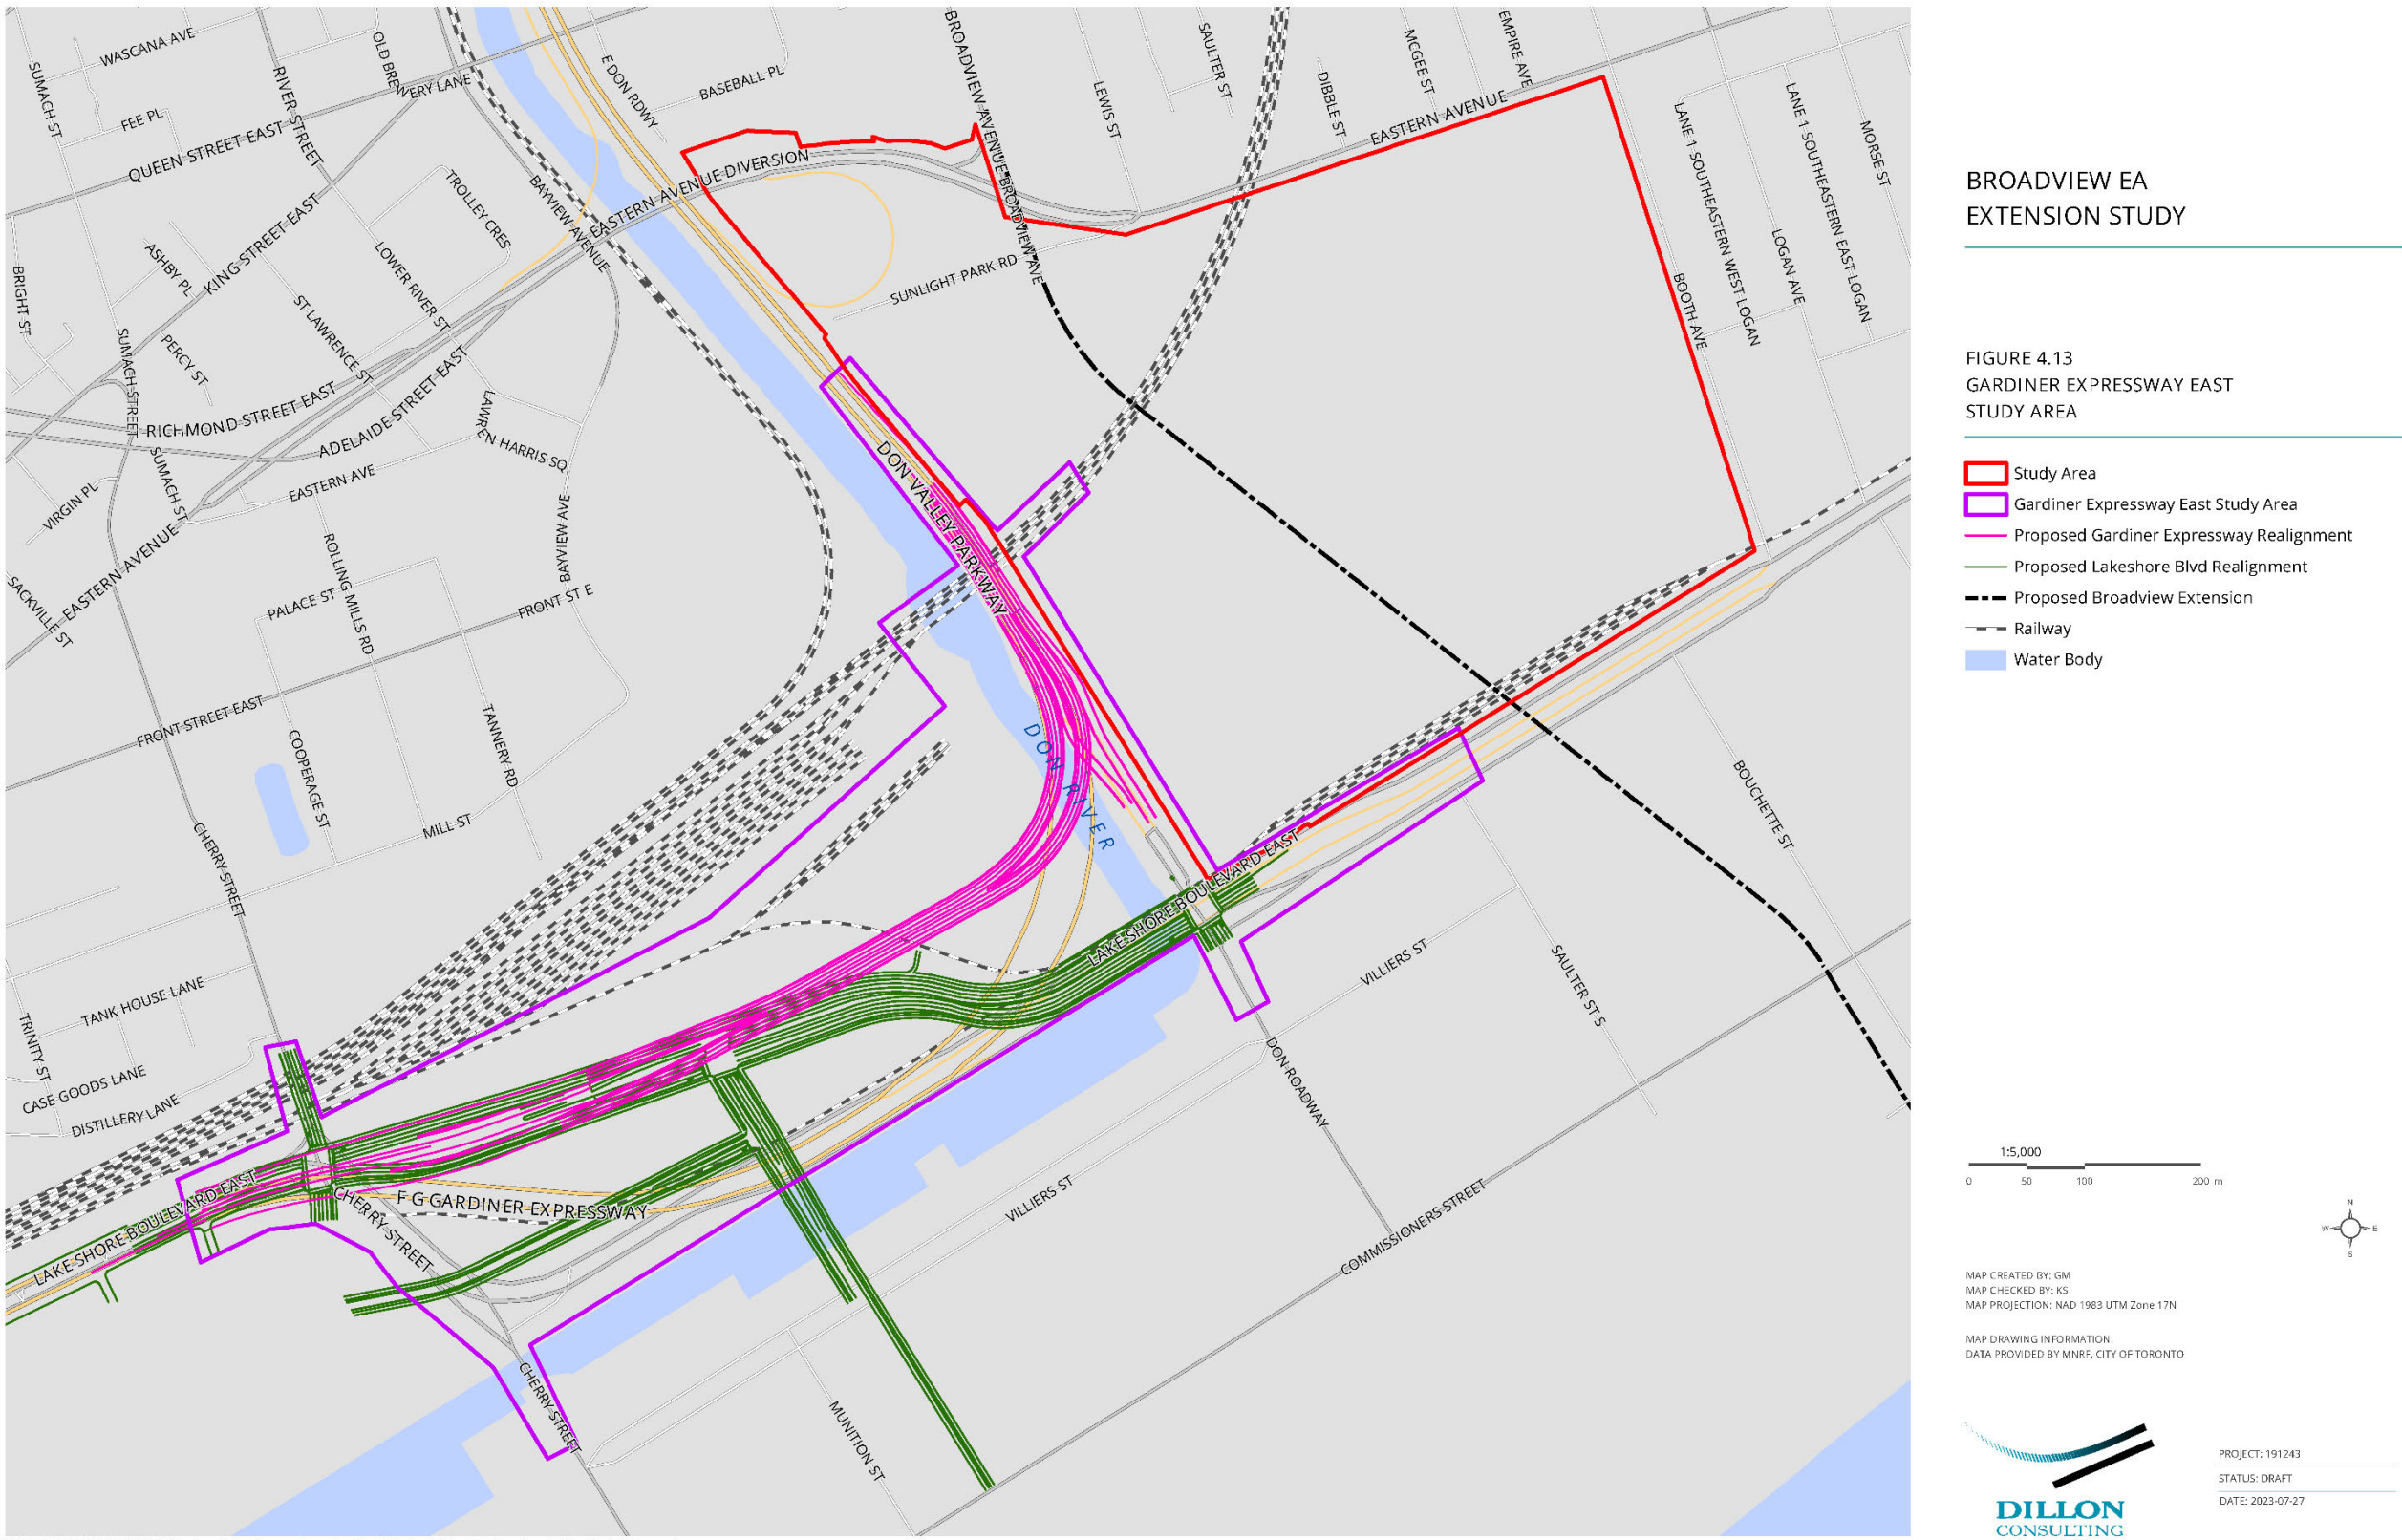 WASCANA AVE
SUMACH ST
FEE PL
QUEEN STREET EAST
RIVER STREET
OLD BREWERY LANE
E DON RDWY
BASEBALL PL
BROADVIEW AVENUE
LEWIS ST
SAULTER ST
DIBBLE ST
MCGEE ST
EMPIRE AVE
EASTERN AVENUE
LANE 1 SOUTHEASTERN WEST LOGAN
LANE 1 SOUTHEASTERN EAST LOGAN
MORSE ST
LOGAN AVE
BOOTH AVE
EASTERN AVENUE DIVERSION
BROADVIEW AVE
SUNLIGHT PARK RD
TROLLEY CRES
BAYVIEW AVENUE
KING STREET EAST
ASHBY PL
LOWER RIVER ST
ST LAWRENCE ST
BRIGHT ST
SUMACH STREET
PERCY ST
RICHMOND STREET EAST
ADELAIDE STREET EAST
LAWREN HARRIS SQ
SUMACH ST
VIRGIN PL
EASTERN AVE
EASTERN AVENUE
SACKVILLE ST
ROLLING MILLS RD
PALACE ST
BAYVIEW AVE
FRONT ST E
DON VALLEY PARKWAY
FRONT STREET EAST
COOPERAGE ST
TANNERY RD
MILL ST
CHERRY STREET
DON RIVER
LAKE SHORE BOULEVARD EAST
BOUCHETTE ST
VILLIERS ST
SAULTER ST S
DON ROADWAY
TANK HOUSE LANE
TRINITY ST
CASE GOODS LANE
DISTILLERY LANE
LAKE SHORE BOULEVARD EAST
CHERRY STREET
F G GARDINER EXPRESSWAY
VILLIERS ST
COMMISSIONERS STREET
CHERRY STREET
MUNITION ST
BROADVIEW EA
EXTENSION STUDY
FIGURE 4.13
GARDINER EXPRESSWAY EAST
STUDY AREA
Study Area
Gardiner Expressway East Study Area
Proposed Gardiner Expressway Realignment
Proposed Lakeshore Blvd Realignment
Proposed Broadview Extension
Railway
Water Body
1:5,000
0 50 100 200 m
N
W E
S
MAP CREATED BY: GM
MAP CHECKED BY: KS
MAP PROJECTION: NAD 1983 UTM Zone 17N
MAP DRAWING INFORMATION:
DATA PROVIDED BY MNRF, CITY OF TORONTO
DILLON
CONSULTING
PROJECT: 191243
STATUS: DRAFT
DATE: 2023-07-27